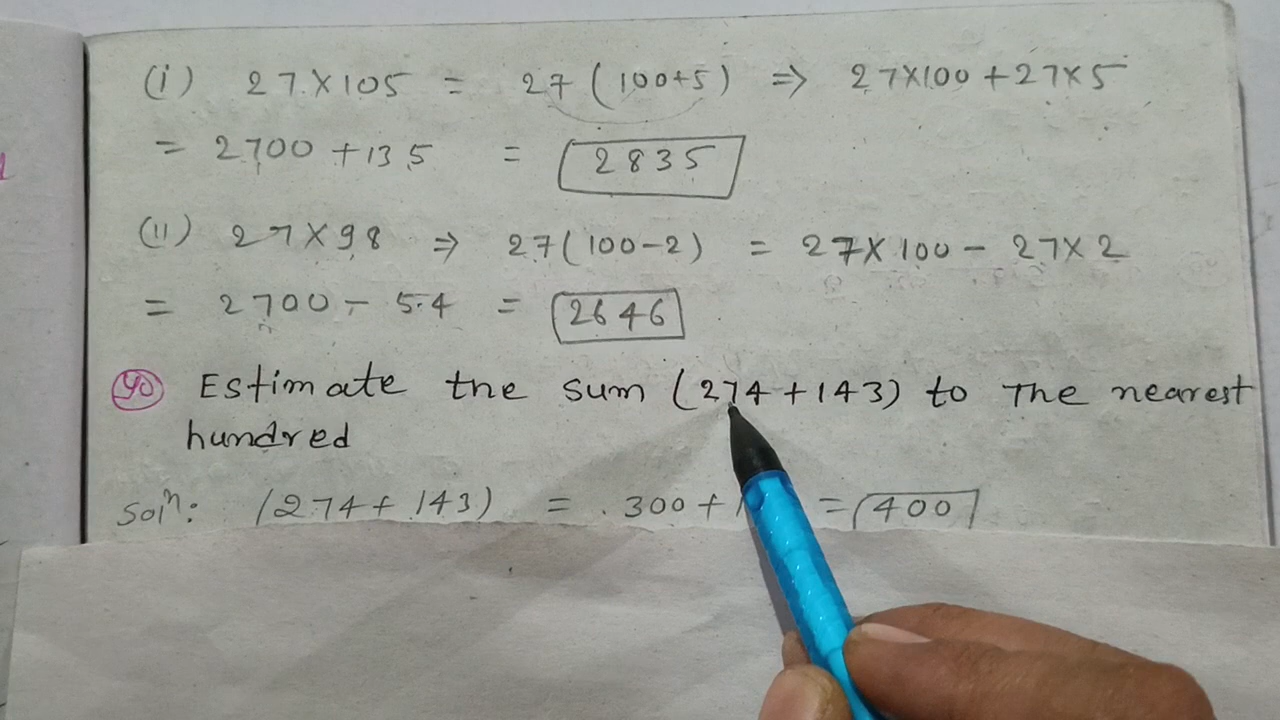 (i) 27×105 = 27(100+5) ⇒ 27×100+27×5
= 2700+135 = 2835
(ii) 27×98 ⇒ 27(100-2) = 27×100 - 27×2
= 2700 - 54 = 2646
40 Estimate the sum (274+143) to The nearest
hundred
Soln: (274+143) = 300+ = 400